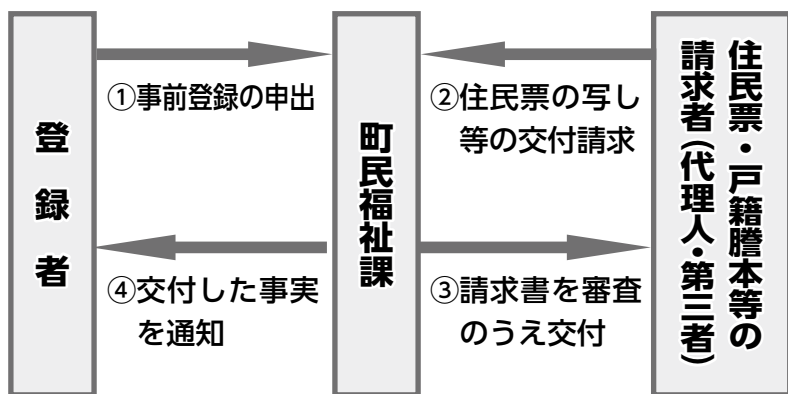 登録者
①事前登録の申出
④交付した事実
を通知
町民福祉課
②住民票の写し
等の交付請求
③請求書を審査
のうえ交付
住民票・戸籍謄本等の
請求者(代理人・第三者)